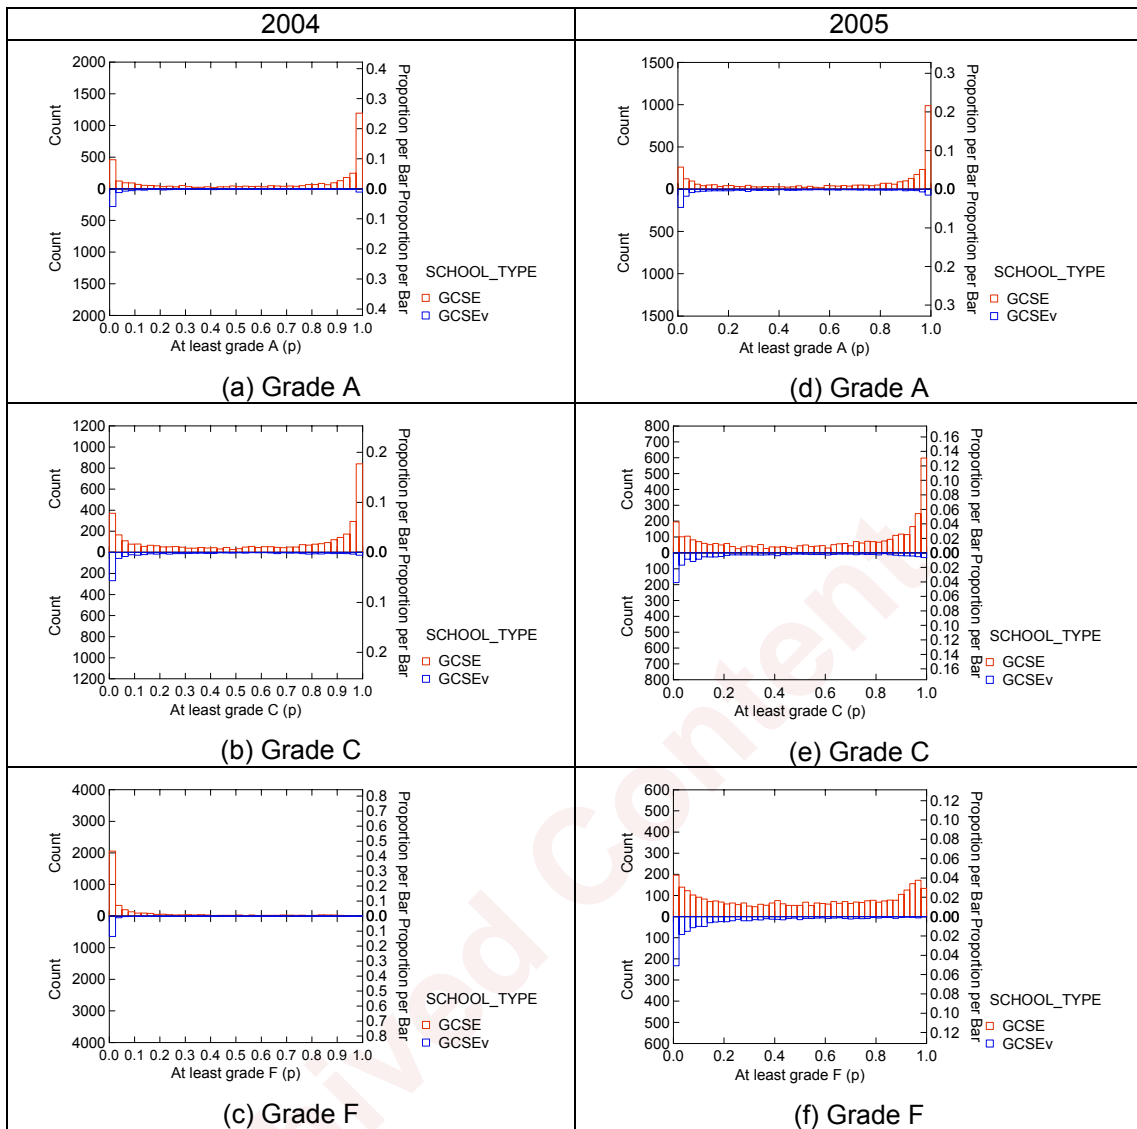 2004
2005
2000
1500
1000
500
0
500
1000
1500
2000
Count
Count
0.4
0.3
0.2
0.1
0.0
0.1
0.2
0.3
0.4
Proportion per Bar
Proportion per Bar
0.0 0.1 0.2 0.3 0.4 0.5 0.6 0.7 0.8 0.9 1.0
At least grade A (p)
SCHOOL_TYPE
GCSE
GCSEv
(a) Grade A
1500
1000
500
0
500
1000
1500
Count
Count
0.3
0.2
0.1
0.0
0.1
0.2
0.3
Proportion per Bar
Proportion per Bar
0.0 0.2 0.4 0.6 0.8 1.0
At least grade A (p)
SCHOOL_TYPE
GCSE
GCSEv
(d) Grade A
1200
1000
800
600
400
200
0
200
400
600
800
1000
1200
Count
Count
0.2
0.1
0.0
0.1
0.2
Proportion per Bar
Proportion per Bar
0.0 0.1 0.2 0.3 0.4 0.5 0.6 0.7 0.8 0.9 1.0
At least grade C (p)
SCHOOL_TYPE
GCSE
GCSEv
(b) Grade C
800
700
600
500
400
300
200
100
0
100
200
300
400
500
600
700
800
Count
Count
0.16
0.14
0.12
0.10
0.08
0.06
0.04
0.02
0.00
0.02
0.04
0.06
0.08
0.10
0.12
0.14
0.16
Proportion per Bar
Proportion per Bar
0.0 0.2 0.4 0.6 0.8 1.0
At least grade C (p)
SCHOOL_TYPE
GCSE
GCSEv
(e) Grade C
4000
3000
2000
1000
0
1000
2000
3000
4000
Count
Count
0.8
0.7
0.6
0.5
0.4
0.3
0.2
0.1
0.0
0.1
0.2
0.3
0.4
0.5
0.6
0.7
0.8
Proportion per Bar
Proportion per Bar
0.0 0.1 0.2 0.3 0.4 0.5 0.6 0.7 0.8 0.9 1.0
At least grade F (p)
SCHOOL_TYPE
GCSE
GCSEv
(c) Grade F
600
500
400
300
200
100
0
100
200
300
400
500
600
Count
Count
0.12
0.10
0.08
0.06
0.04
0.02
0.00
0.02
0.04
0.06
0.08
0.10
0.12
Proportion per Bar
Proportion per Bar
0.0 0.2 0.4 0.6 0.8 1.0
At least grade F (p)
SCHOOL_TYPE
GCSE
GCSEv
(f) Grade F
Content